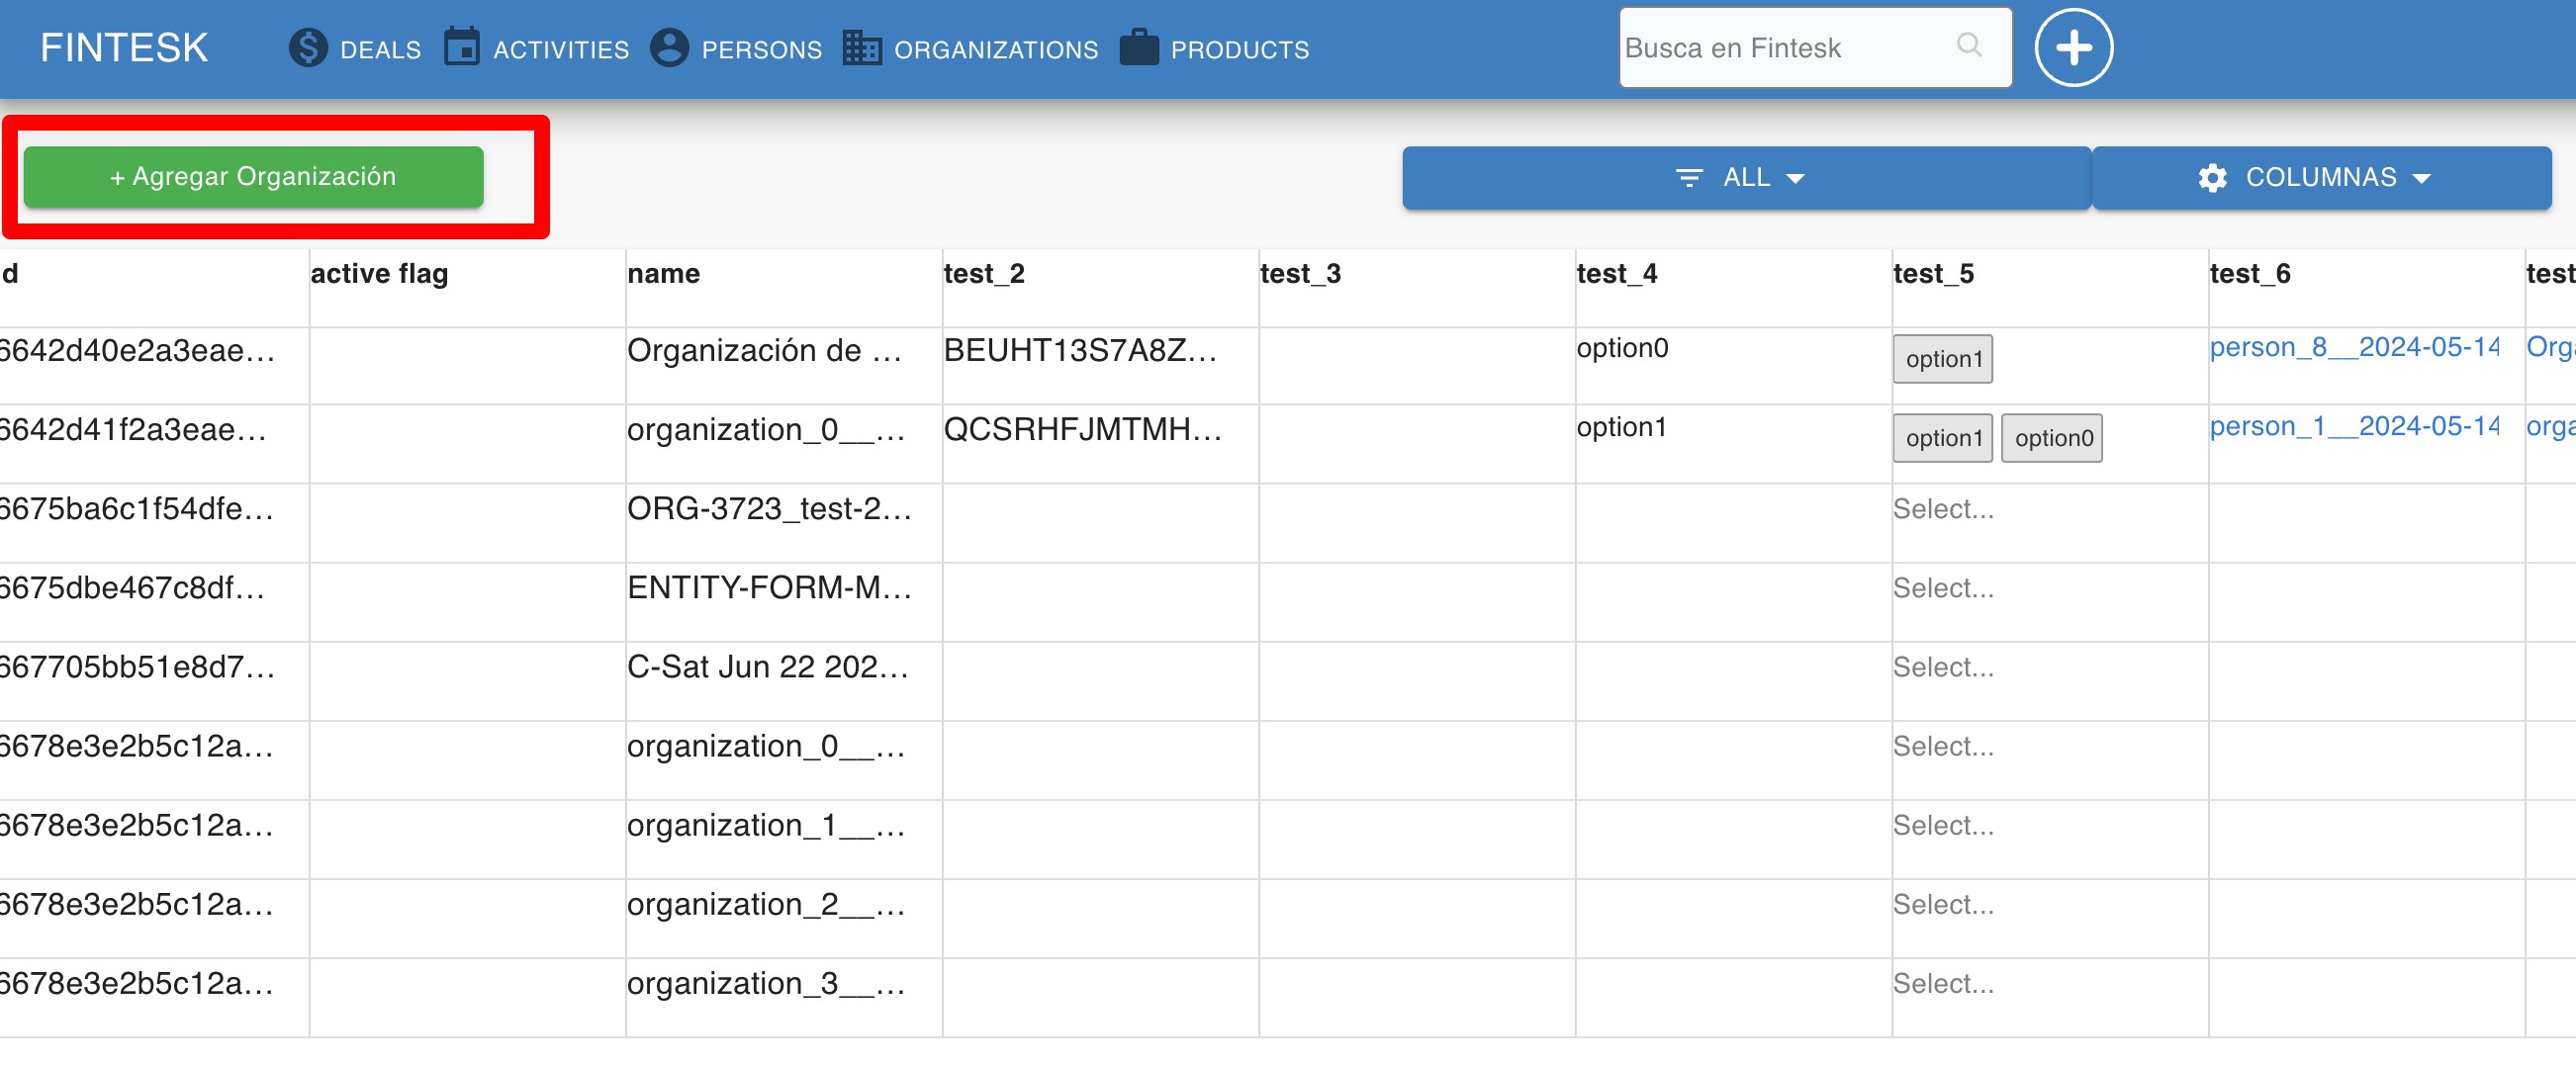 FINTESK DEALS ACTIVITIES PERSONS ORGANIZATIONS PRODUCTS Busca en Fintesk
+ Agregar Organización ALL COLUMNAS
d active flag name test_2 test_3 test_4 test_5 test_6 test
6642d40e2a3eae... Organización de ... BEUHT13S7A8Z... option0 option1 person_8__2024-05-14 Orga
6642d41f2a3eae... organization_0__... QCSRHFJMTMH... option1 option1 option0 person_1__2024-05-14 orga
6675ba6c1f54dfe... ORG-3723_test-2... Select...
6675dbe467c8df... ENTITY-FORM-M... Select...
667705bb51e8d7... C-Sat Jun 22 202... Select...
6678e3e2b5c12a... organization_0__... Select...
6678e3e2b5c12a... organization_1__... Select...
6678e3e2b5c12a... organization_2__... Select...
6678e3e2b5c12a... organization_3__... Select...